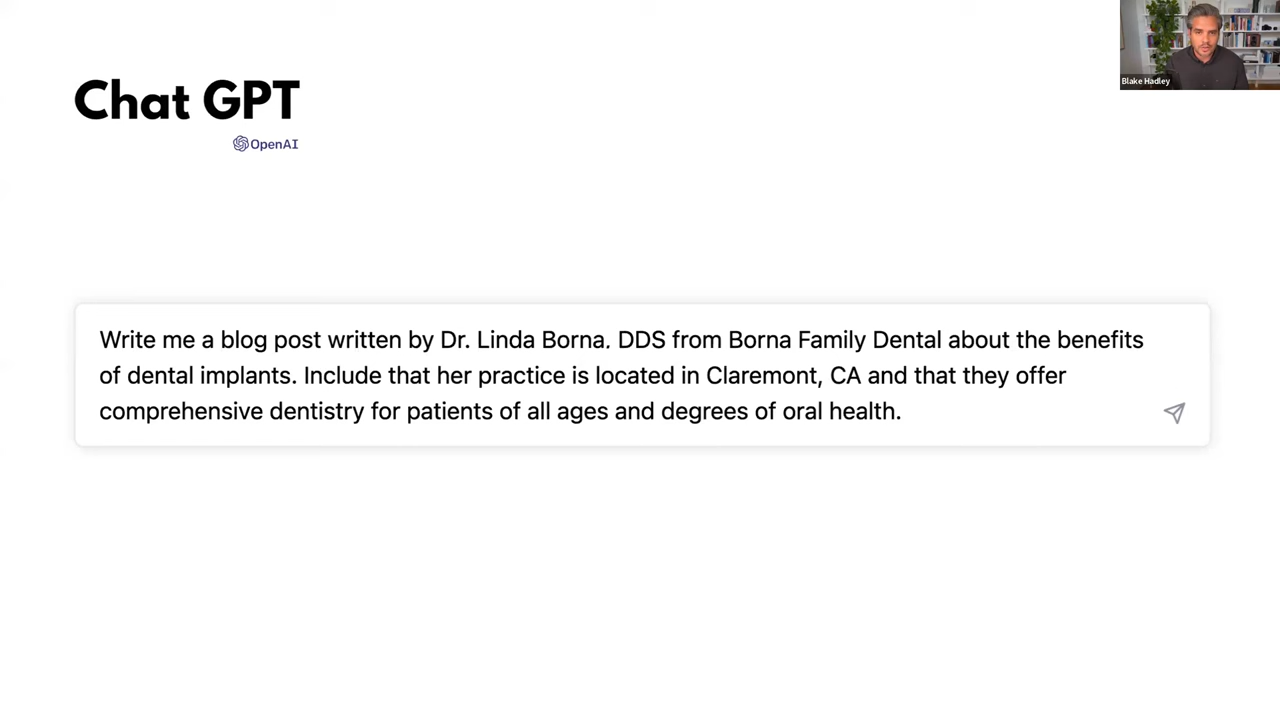 Blake Hadley
Chat GPT
OpenAI
Write me a blog post written by Dr. Linda Borna. DDS from Borna Family Dental about the benefits
of dental implants. Include that her practice is located in Claremont, CA and that they offer
comprehensive dentistry for patients of all ages and degrees of oral health.